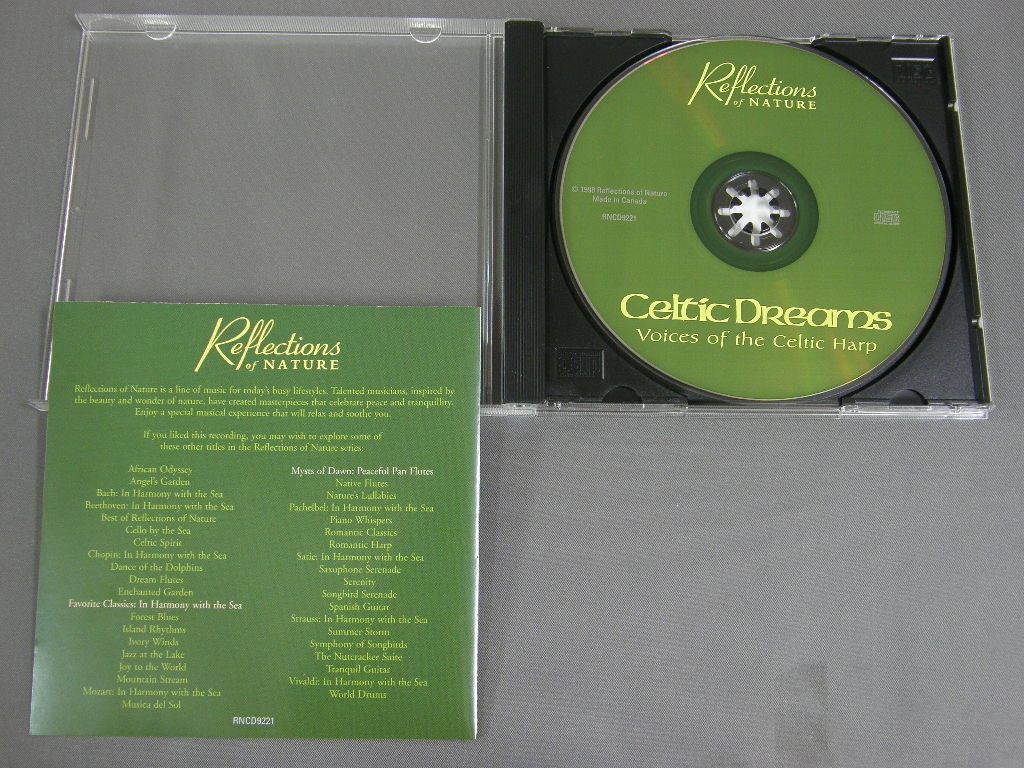 Reflections
of NATURE
© 1998 Reflections of Nature
Made in Canada
RNCD9221
Celtic Dreams
Voices of the Celtic Harp
Reflections
of NATURE
Reflections of Nature is a line of music for today's busy lifestyles. Talented musicians, inspired by
the beauty and wonder of nature, have created masterpieces that celebrate peace and tranquillity.
Enjoy a special musical experience that will relax and soothe you.
If you liked this recording, you may wish to explore some of
these other titles in the Reflections of Nature series:
African Odyssey
Angel's Garden
Bach: In Harmony with the Sea
Beethoven: In Harmony with the Sea
Best of Reflections of Nature
Cello by the Sea
Celtic Spirit
Chopin: In Harmony with the Sea
Dance of the Dolphins
Dream Flutes
Enchanted Garden
Favorite Classics: In Harmony with the Sea
Forest Blues
Island Rhythms
Ivory Winds
Jazz at the Lake
Joy to the World
Mountain Stream
Mozart: In Harmony with the Sea
Musica del Sol
Mysts of Dawn: Peaceful Pan Flutes
Native Flutes
Nature's Lullabies
Pachelbel: In Harmony with the Sea
Piano Whispers
Romantic Classics
Romantic Harp
Satie: In Harmony with the Sea
Saxophone Serenade
Serenity
Songbird Serenade
Spanish Guitar
Strauss: In Harmony with the Sea
Summer Storm
Symphony of Songbirds
The Nutcracker Suite
Tranquil Guitar
Vivaldi: In Harmony with the Sea
World Drums
RNCD9221